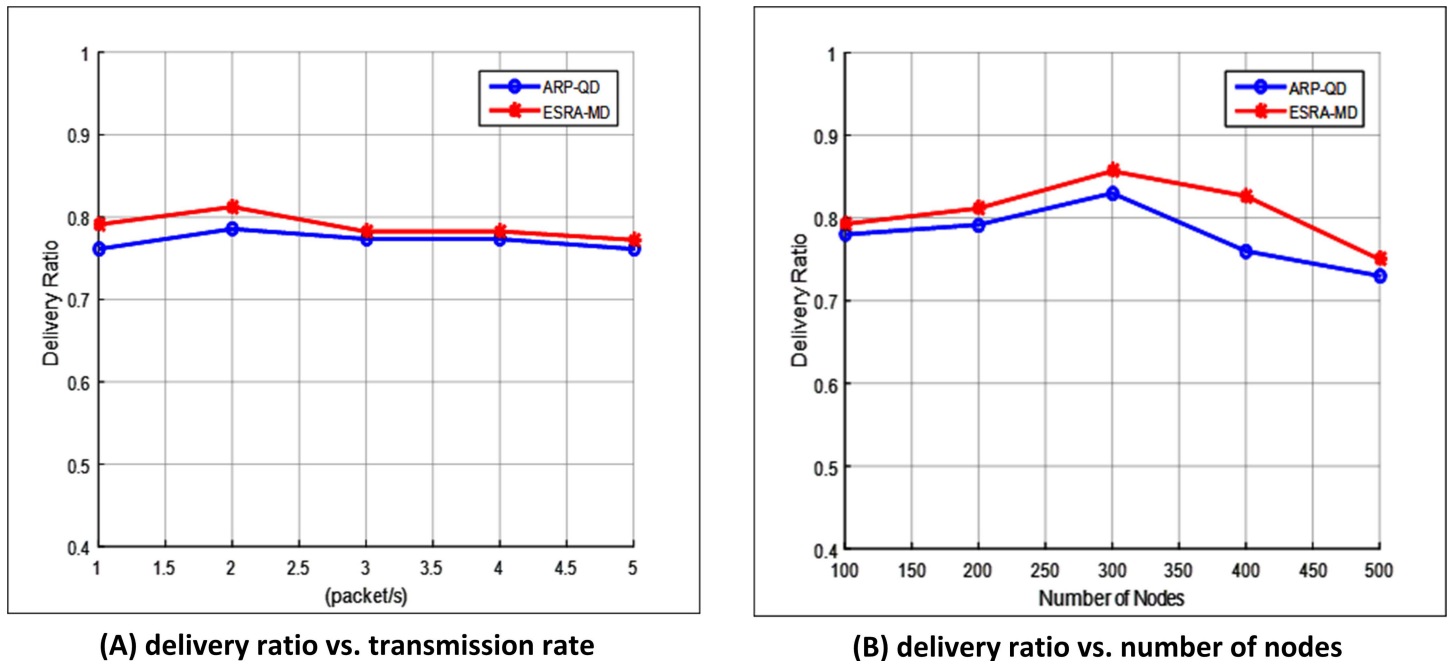 1
0.9
0.8
0.7
0.6
0.5
0.4
Delivery Ratio
ARP-QD
ESRA-MD
1 1.5 2 2.5 3 3.5 4 4.5 5
(packet/s)
(A) delivery ratio vs. transmission rate
1
0.9
0.8
0.7
0.6
0.5
0.4
Delivery Ratio
ARP-QD
ESRA-MD
100 150 200 250 300 350 400 450 500
Number of Nodes
(B) delivery ratio vs. number of nodes